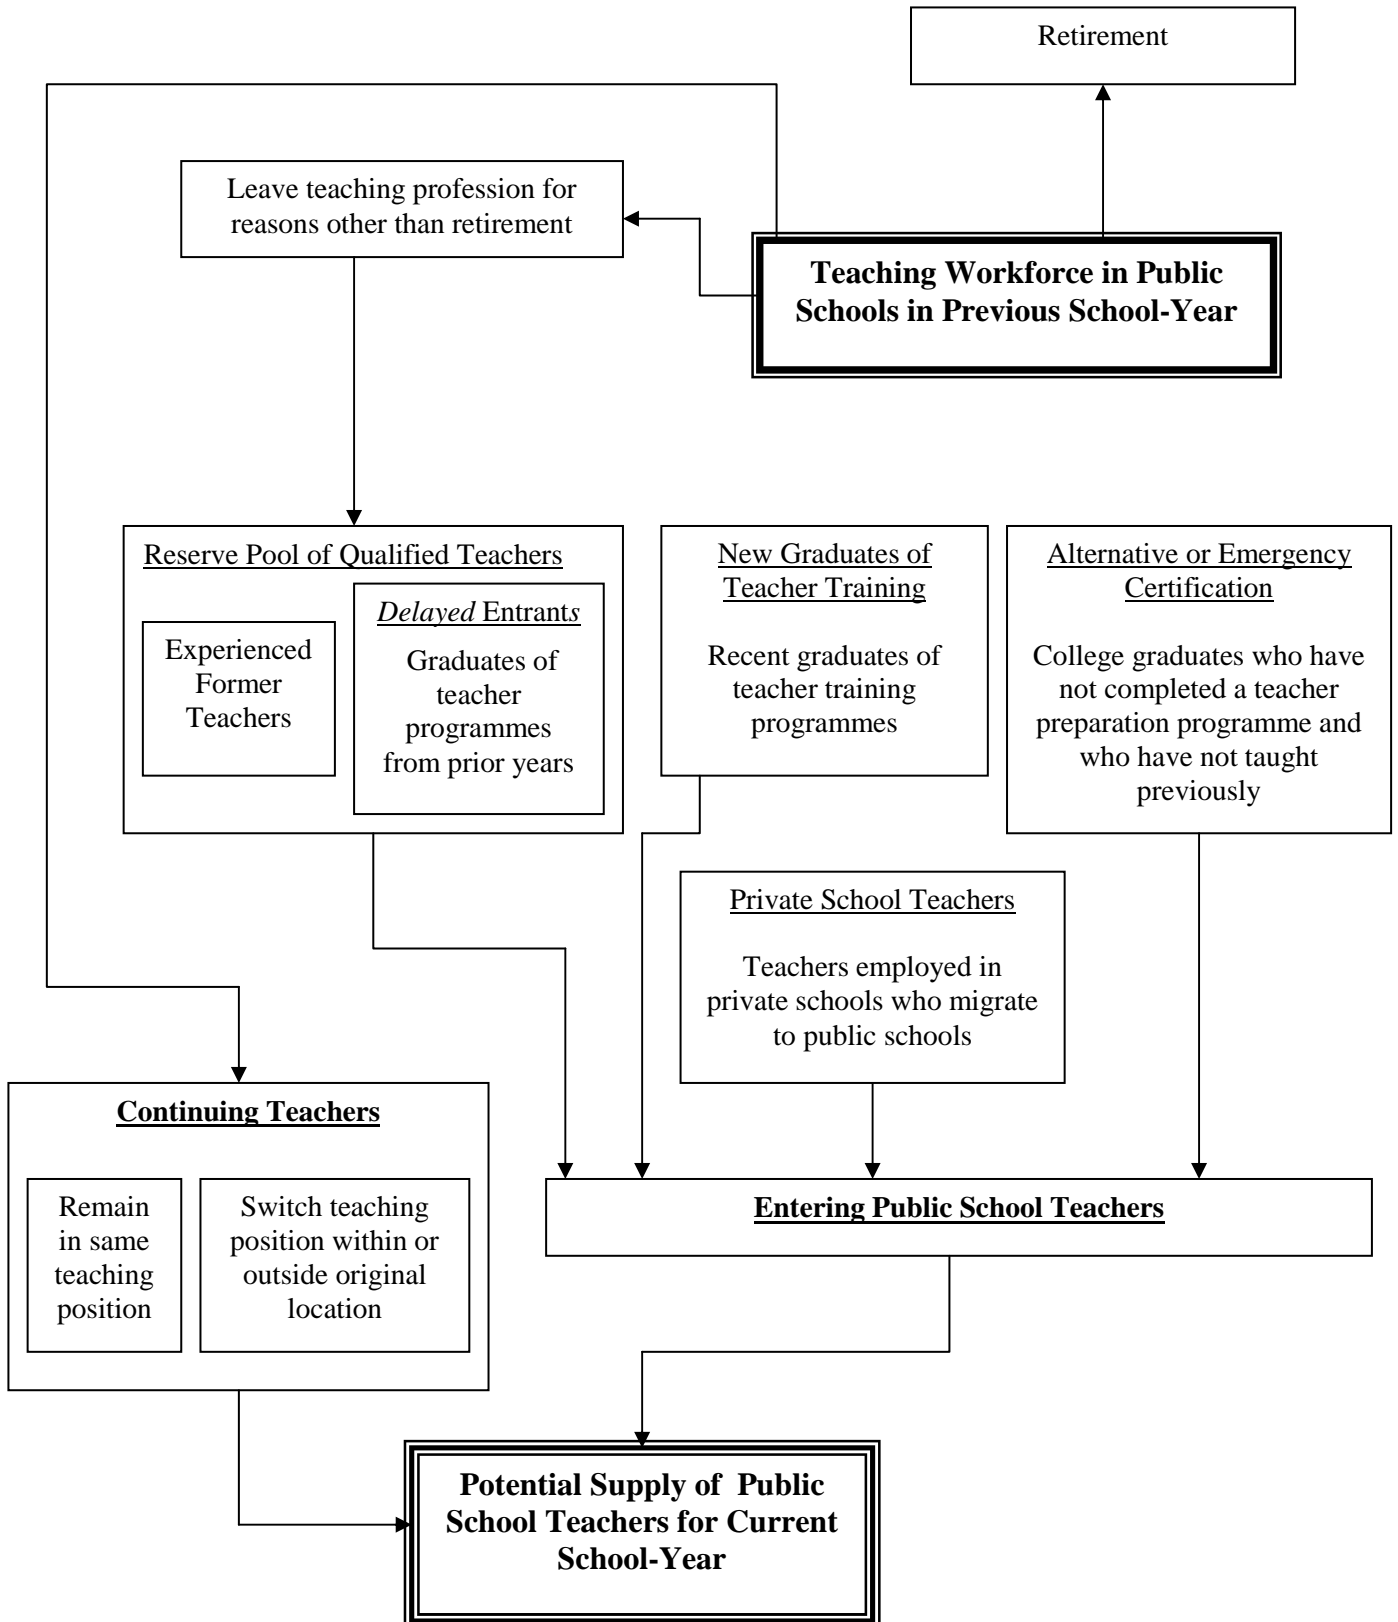 Retirement
Leave teaching profession for
reasons other than retirement
Teaching Workforce in Public
Schools in Previous School-Year
Reserve Pool of Qualified Teachers
Experienced
Former
Teachers
Delayed Entrants
Graduates of
teacher
programmes
from prior years
New Graduates of
Teacher Training
Recent graduates of
teacher training
programmes
Alternative or Emergency
Certification
College graduates who have
not completed a teacher
preparation programme and
who have not taught
previously
Private School Teachers
Teachers employed in
private schools who migrate
to public schools
Continuing Teachers
Remain
in same
teaching
position
Switch teaching
position within or
outside original
location
Entering Public School Teachers
Potential Supply of  Public
School Teachers for Current
School-Year